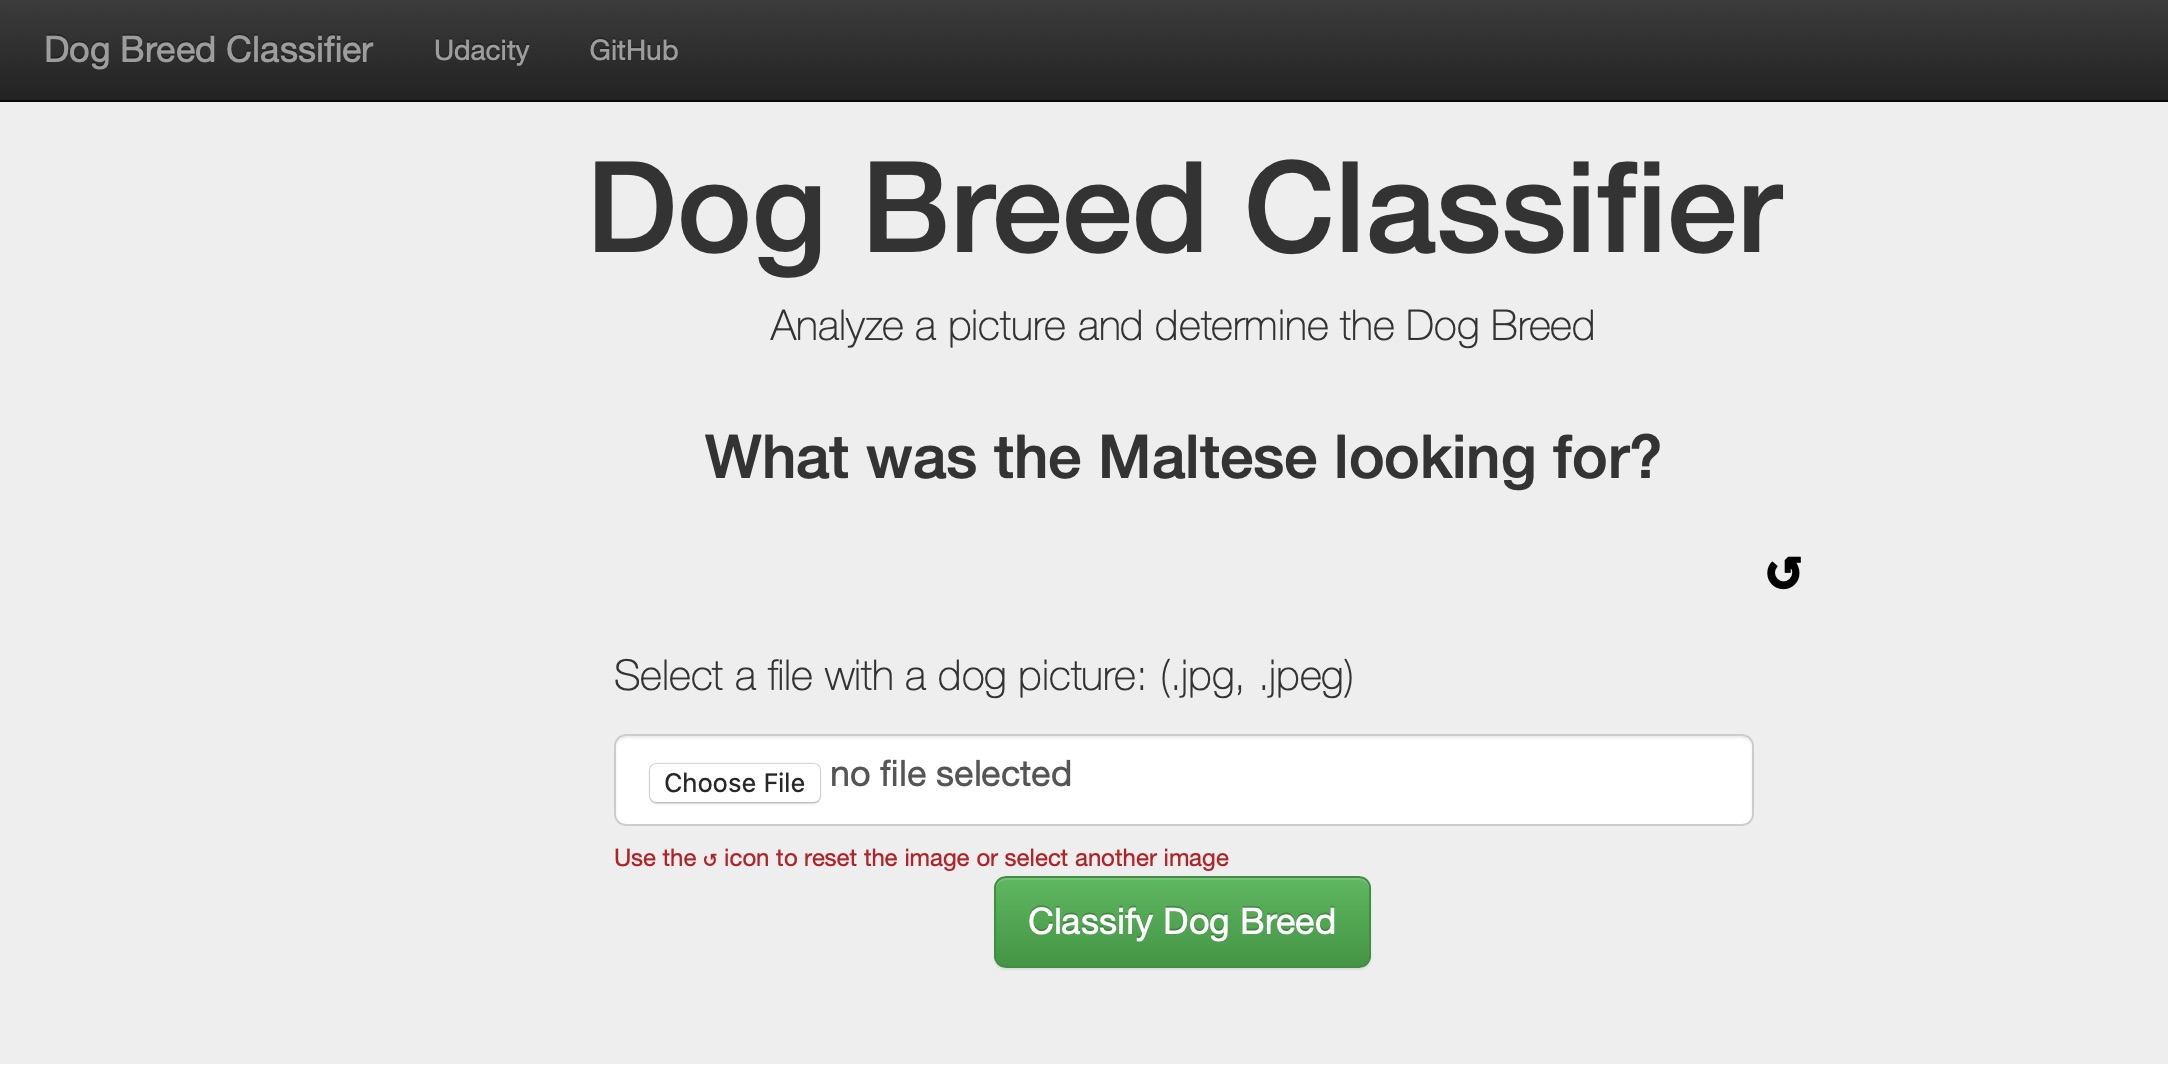 Dog Breed Classifier Udacity GitHub
Dog Breed Classifier
Analyze a picture and determine the Dog Breed
What was the Maltese looking for?
↺
Select a file with a dog picture: (.jpg, .jpeg)
Choose File no file selected
Use the ↺ icon to reset the image or select another image
Classify Dog Breed